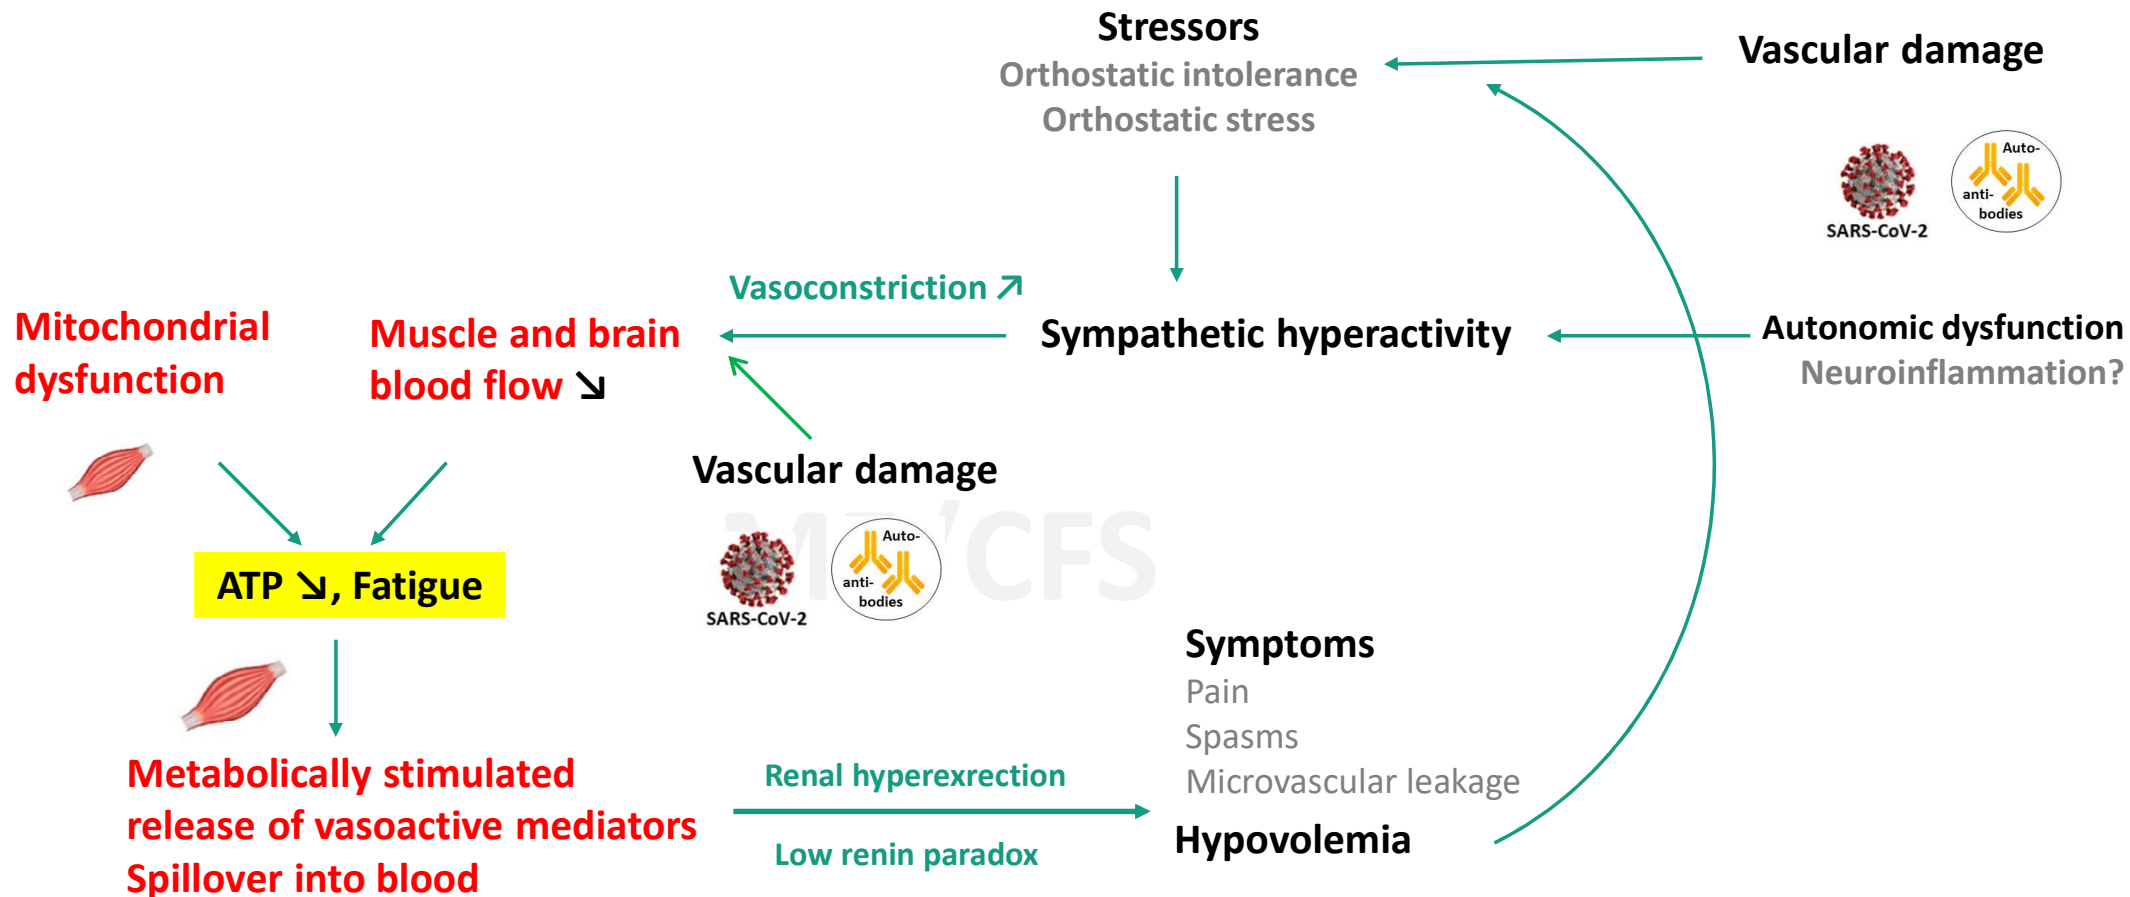 Stressors
Orthostatic intolerance
Orthostatic stress
Vascular damage
SARS-CoV-2
Auto-
anti-
bodies
Vasoconstriction ↗
Mitochondrial
dysfunction
Muscle and brain
blood flow ↘
Sympathetic hyperactivity
Autonomic dysfunction
Neuroinflammation?
Vascular damage
ME/CFS
SARS-CoV-2
Auto-
anti-
bodies
ATP ↘, Fatigue
Symptoms
Pain
Spasms
Microvascular leakage
Hypovolemia
Metabolically stimulated
release of vasoactive mediators
Spillover into blood
Renal hyperexrection
Low renin paradox